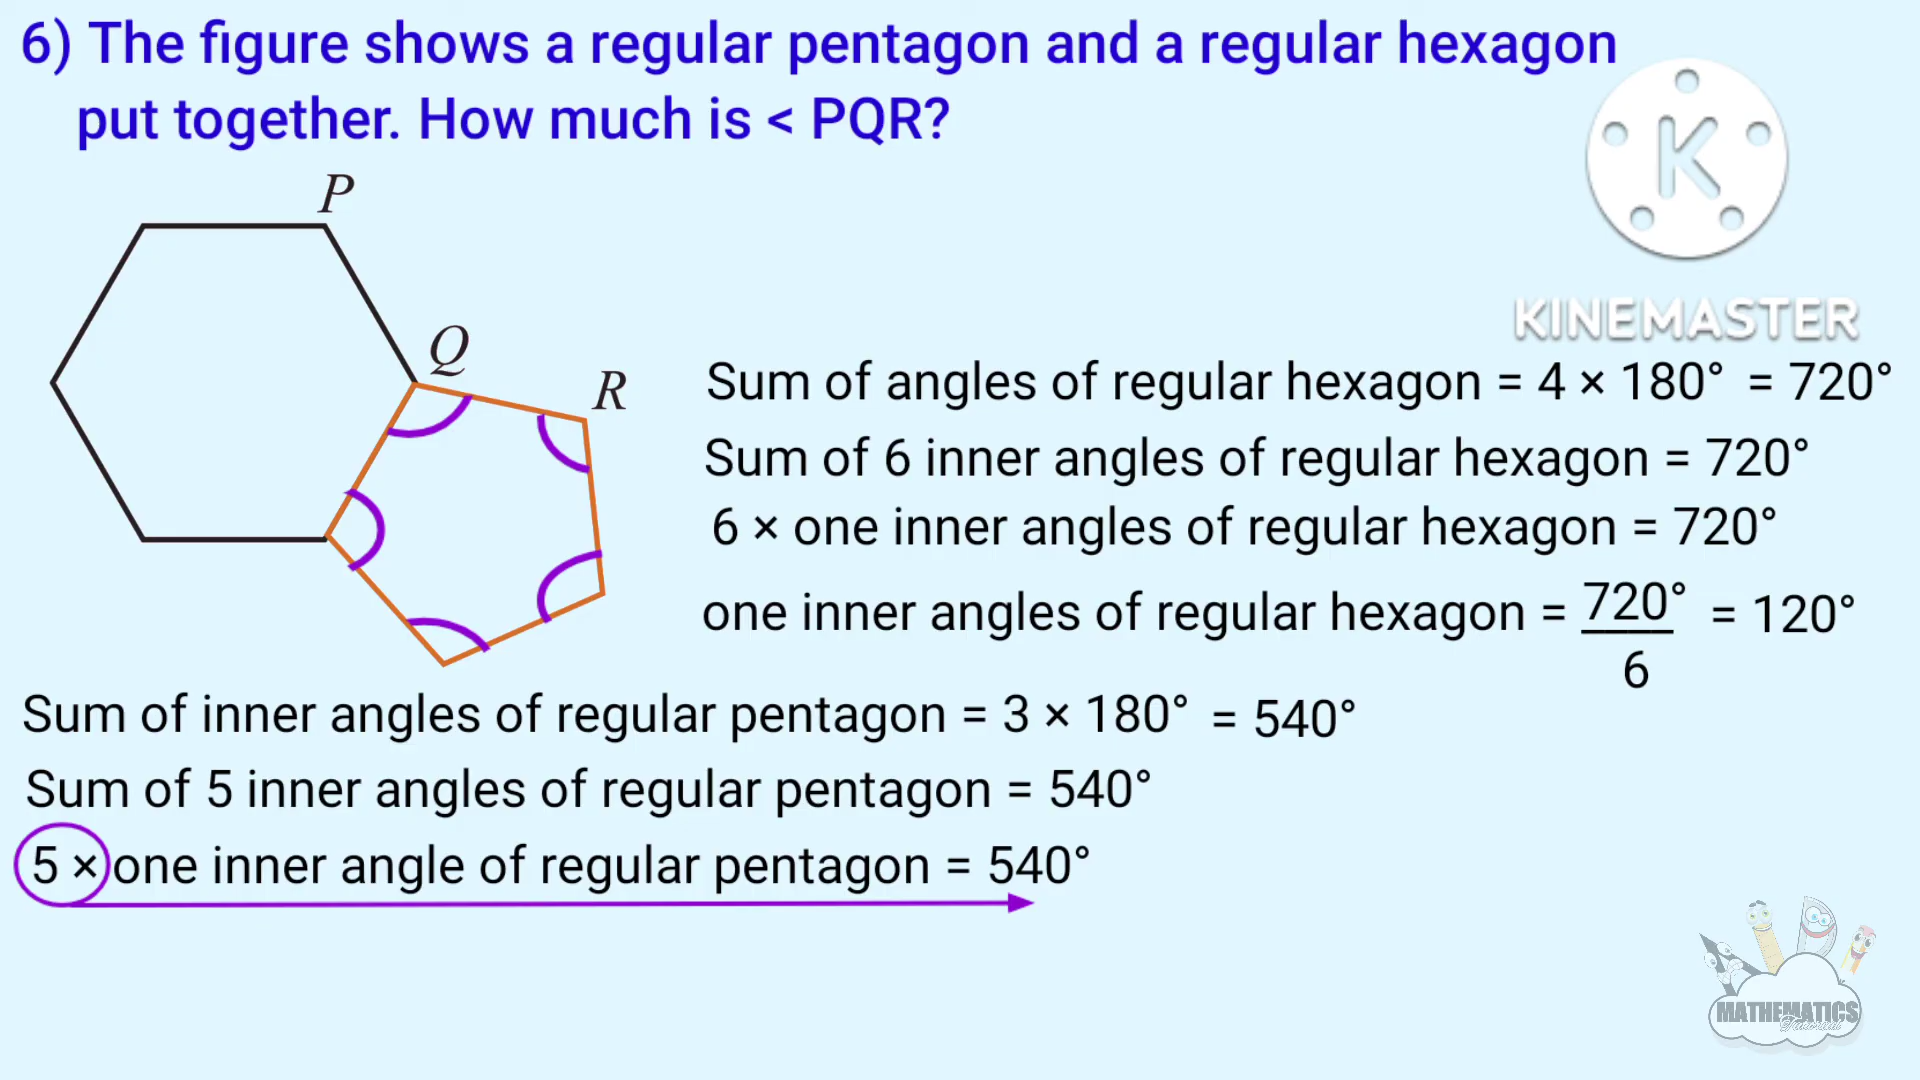 6) The figure shows a regular pentagon and a regular hexagon
put together. How much is < PQR?
P
Q
R
K
KINEMASTER
Sum of angles of regular hexagon = 4 × 180° = 720°
Sum of 6 inner angles of regular hexagon = 720°
6 × one inner angles of regular hexagon = 720°
one inner angles of regular hexagon = 720° = 120°
6
Sum of inner angles of regular pentagon = 3 × 180° = 540°
Sum of 5 inner angles of regular pentagon = 540°
5 × one inner angle of regular pentagon = 540°
MATHEMATICS
Tutorial